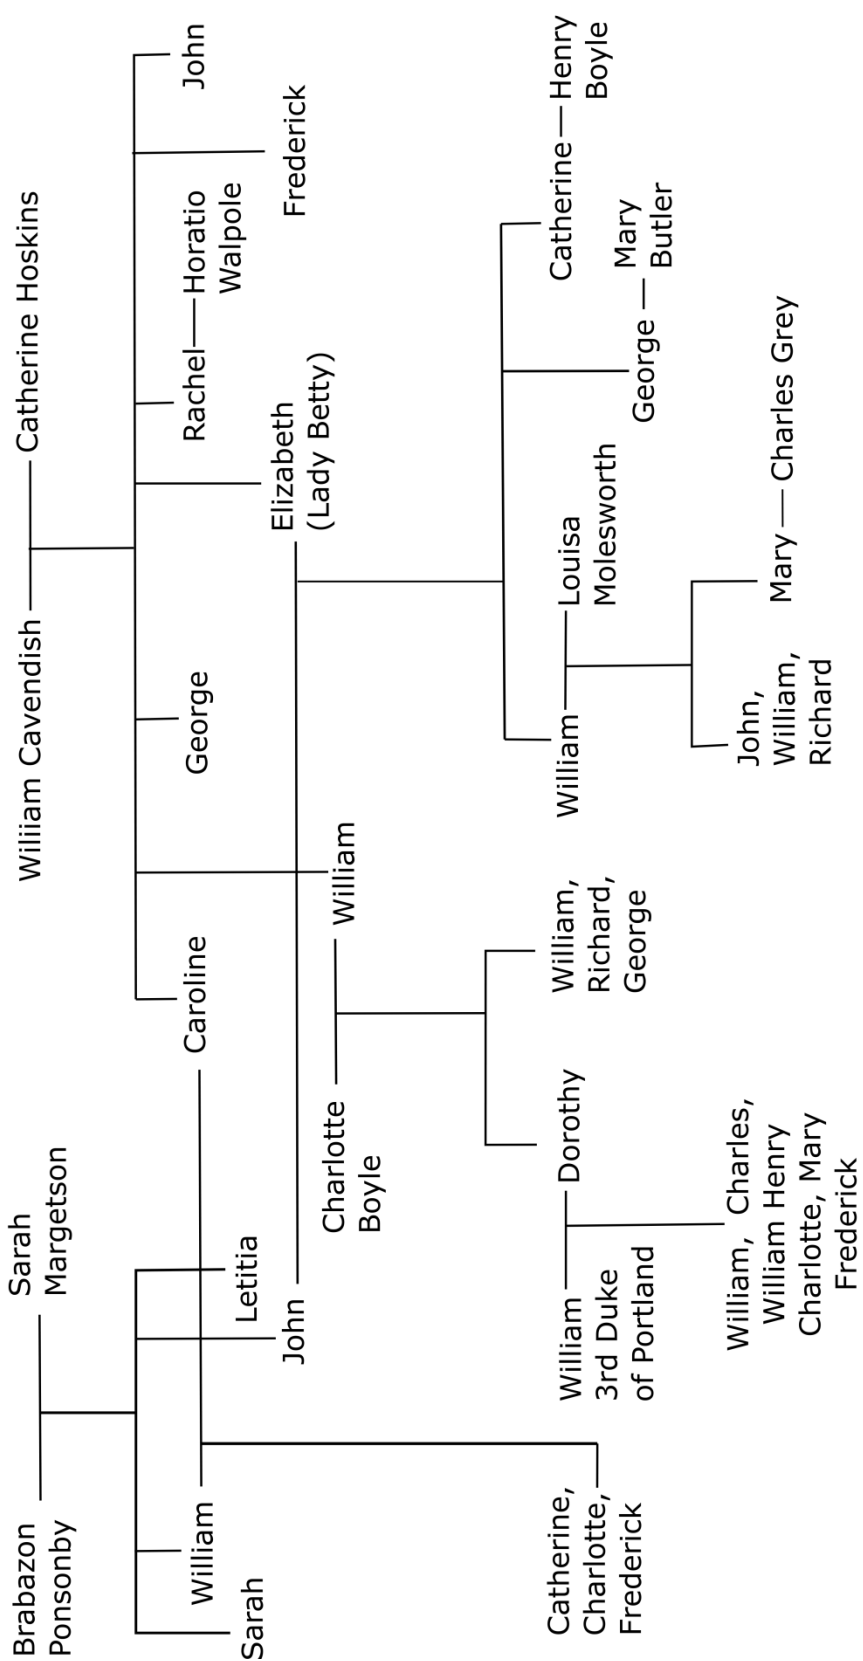 Brabazon
Ponsonby
Sarah
Margetson
Wiliiam Cavendish
Catherine Hoskins
Sarah
William
John
Letitia
Caroline
William
George
Elizabeth
(Lady Betty)
Rachel
Horatio
Walpole
Frederick
John
Charlotte
Boyle
Catherine,
Charlotte,
Frederick
William
3rd Duke
of Portland
Dorothy
William,
Richard,
George
William
Louisa
Molesworth
George
Mary
Butler
Catherine
Henry
Boyle
William, Charles,
William Henry
Charlotte, Mary
Frederick
John,
William,
Richard
Mary
Charles Grey